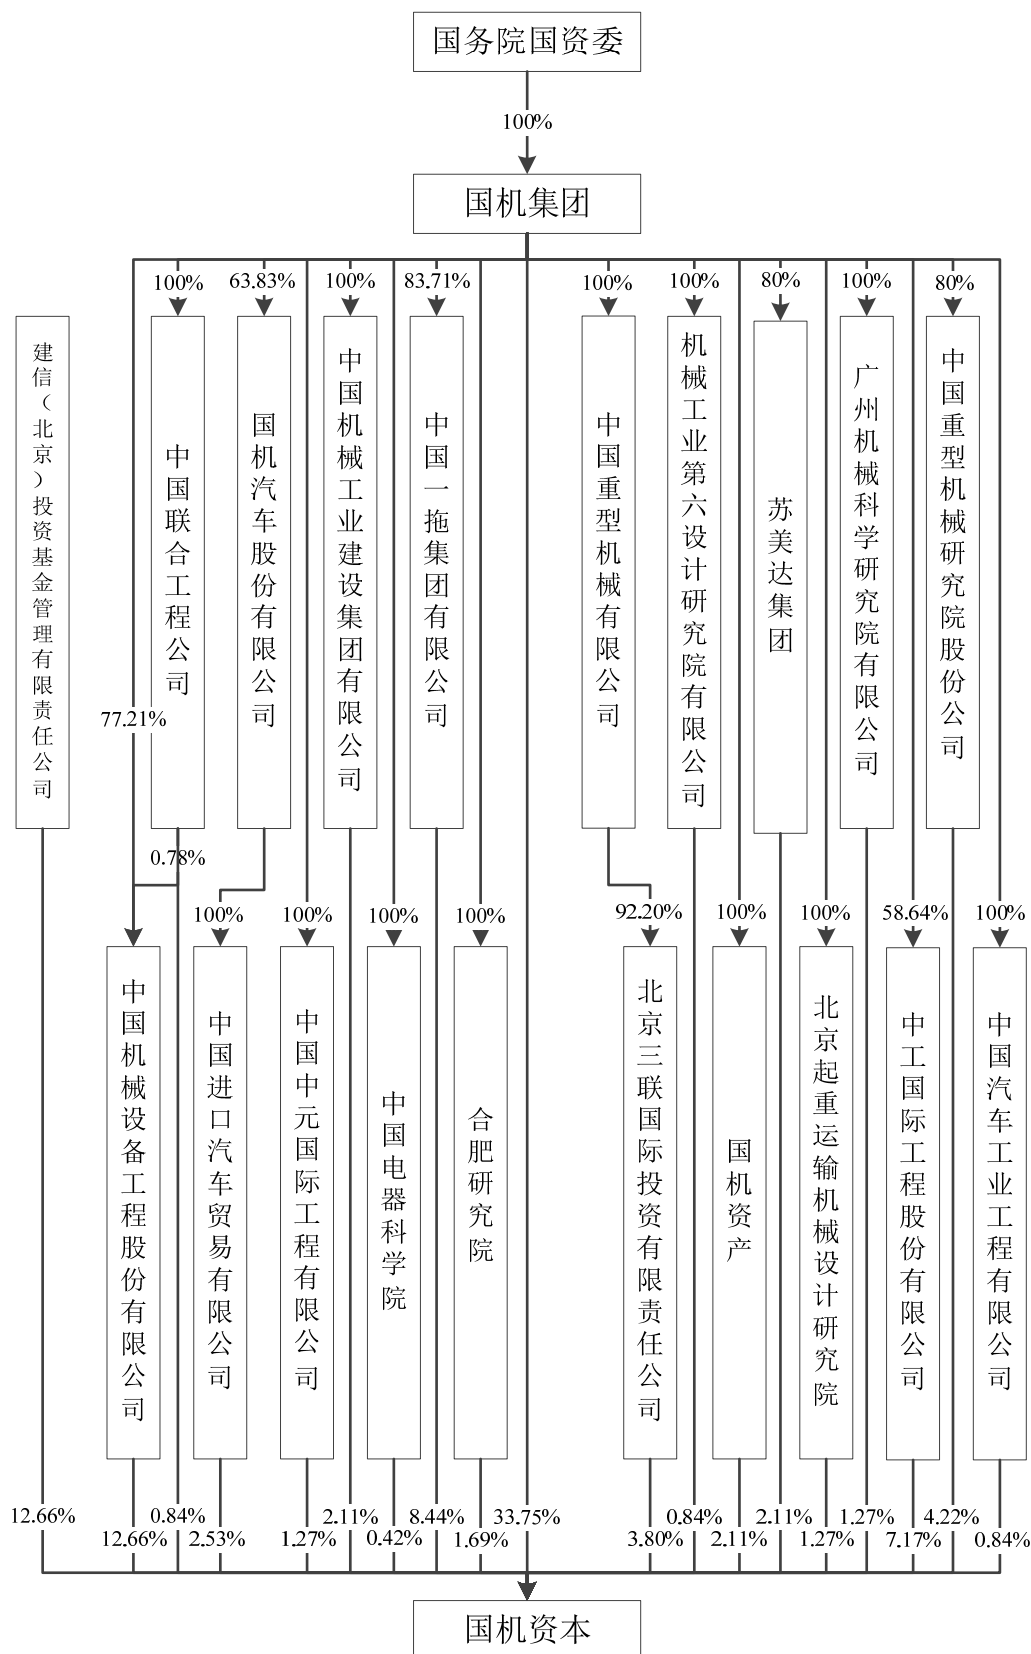 国务院国资委
100%
国机集团
100%
63.83%
100%
83.71%
100%
100%
80%
100%
80%
建信（北京）投资基金管理有限责任公司
中国联合工程公司
国机汽车股份有限公司
中国机械工业建设集团有限公司
中国一拖集团有限公司
中国重型机械有限公司
机械工业第六设计研究院有限公司
苏美达集团
广州机械科学研究院有限公司
中国重型机械研究院股份公司
77.21%
0.78%
100%
100%
100%
100%
92.20%
100%
100%
58.64%
100%
中国机械设备工程股份有限公司
中国进口汽车贸易有限公司
中国中元国际工程有限公司
中国电器科学院
合肥研究院
北京三联国际投资有限责任公司
国机资产
北京起重运输机械设计研究院
中工国际工程股份有限公司
中国汽车工业工程有限公司
12.66%
0.84%
2.11%
8.44%
33.75%
0.84%
2.11%
1.27%
4.22%
12.66%
2.53%
1.27%
0.42%
1.69%
3.80%
2.11%
1.27%
7.17%
0.84%
国机资本